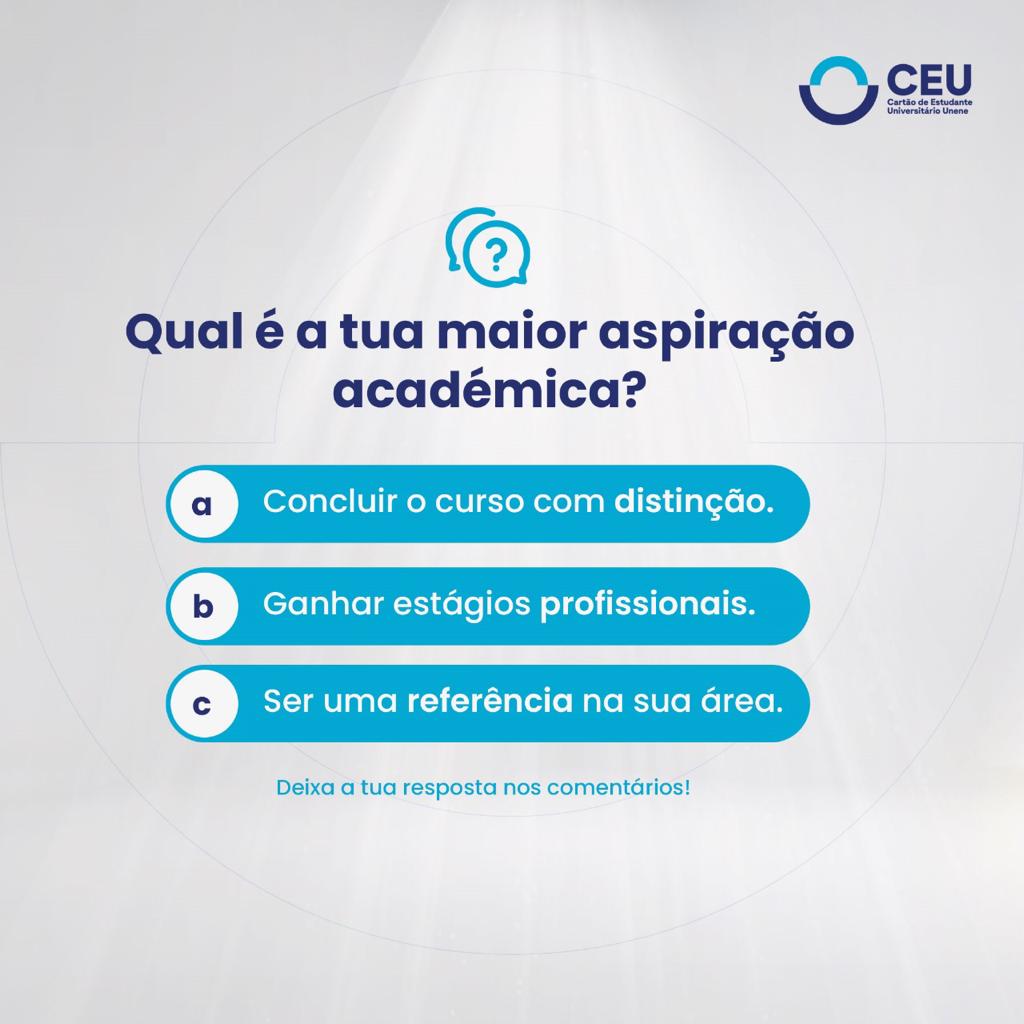 CEU
Cartão de Estudante
Universitário Unene
?
Qual é a tua maior aspiração
académica?
a Concluir o curso com distinção.
b Ganhar estágios profissionais.
c Ser uma referência na sua área.
Deixa a tua resposta nos comentários!